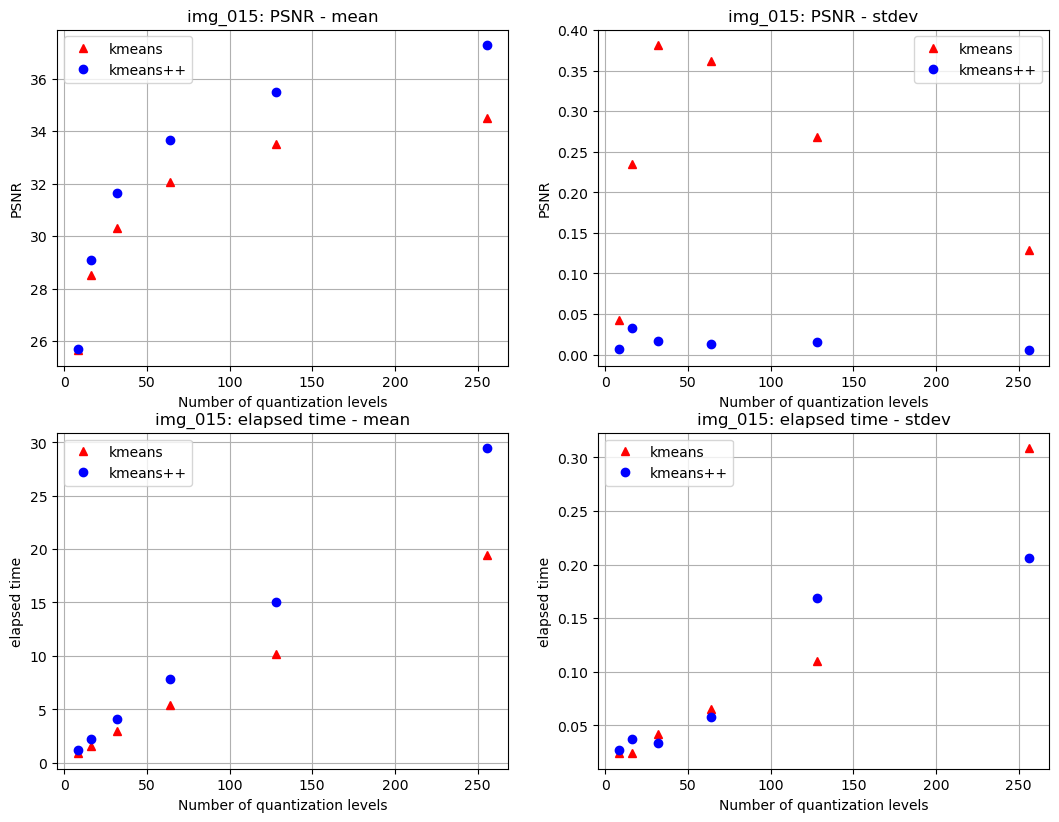 img_015: PSNR - mean
kmeans
kmeans++
36
34
32
30
28
26
PSNR
0
50
100
150
200
250
Number of quantization levels
img_015: PSNR - stdev
kmeans
kmeans++
0.40
0.35
0.30
0.25
0.20
0.15
0.10
0.05
0.00
PSNR
0
50
100
150
200
250
Number of quantization levels
img_015: elapsed time - mean
kmeans
kmeans++
30
25
20
15
10
5
0
elapsed time
0
50
100
150
200
250
Number of quantization levels
img_015: elapsed time - stdev
kmeans
kmeans++
0.30
0.25
0.20
0.15
0.10
0.05
elapsed time
0
50
100
150
200
250
Number of quantization levels